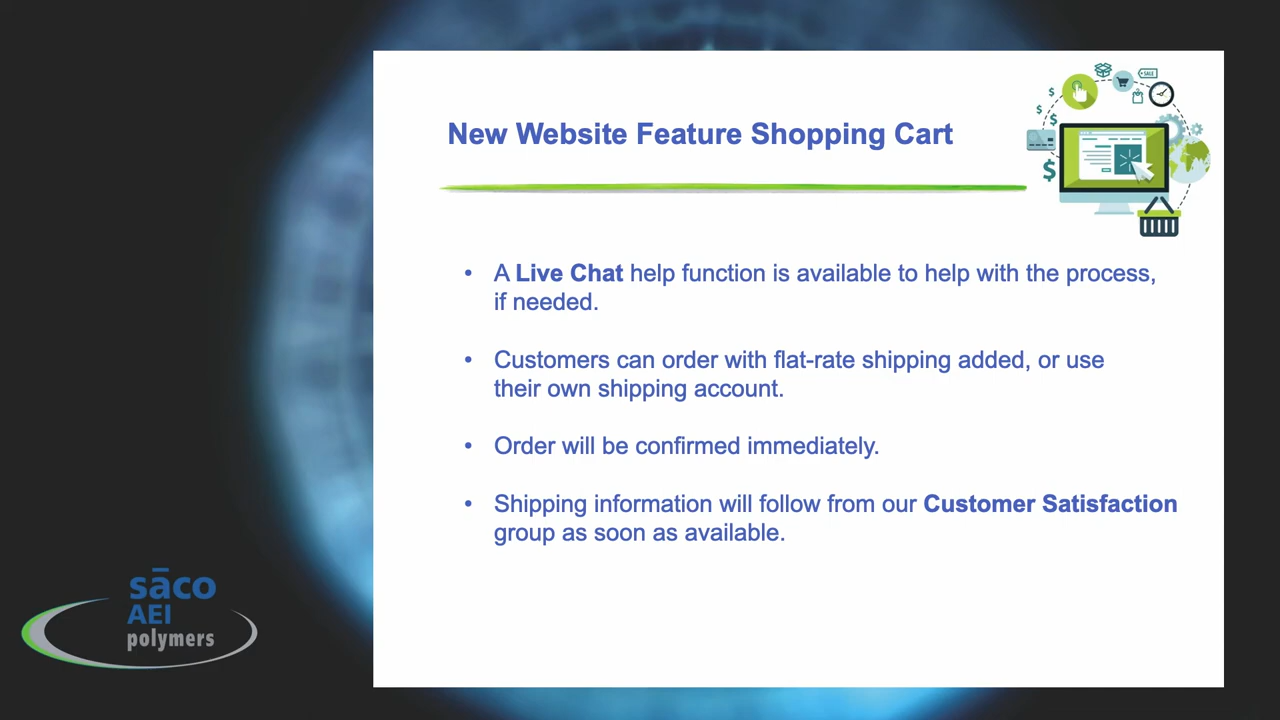 New Website Feature Shopping Cart
SALE
• A Live Chat help function is available to help with the process,
if needed.
• Customers can order with flat-rate shipping added, or use
their own shipping account.
• Order will be confirmed immediately.
• Shipping information will follow from our Customer Satisfaction
group as soon as available.
sāco
AEI
polymers